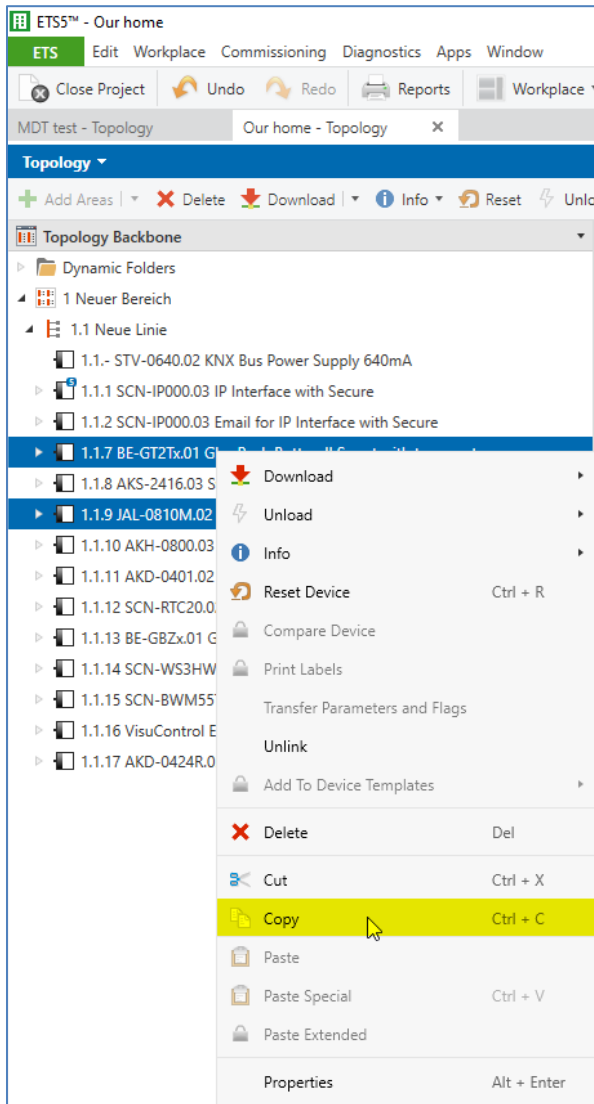 ETS5™ - Our home
ETS Edit Workplace Commissioning Diagnostics Apps Window
Close Project Undo Redo Reports Workplace
MDT test - Topology Our home - Topology ×
Topology
Add Areas Delete Download Info Reset Unlo
Topology Backbone
Dynamic Folders
1 Neuer Bereich
1.1 Neue Linie
1.1.- STV-0640.02 KNX Bus Power Supply 640mA
1.1.1 SCN-IP000.03 IP Interface with Secure
1.1.2 SCN-IP000.03 Email for IP Interface with Secure
1.1.7 BE-GT2Tx.01
1.1.8 AKS-2416.03 S
1.1.9 JAL-0810M.02
1.1.10 AKH-0800.03
1.1.11 AKD-0401.02
1.1.12 SCN-RTC20.0
1.1.13 BE-GBZx.01 G
1.1.14 SCN-WS3HW
1.1.15 SCN-BWM55
1.1.16 VisuControl E
1.1.17 AKD-0424R.0
Download
Unload
Info
Reset Device Ctrl + R
Compare Device
Print Labels
Transfer Parameters and Flags
Unlink
Add To Device Templates
Delete Del
Cut Ctrl + X
Copy Ctrl + C
Paste
Paste Special Ctrl + V
Paste Extended
Properties Alt + Enter